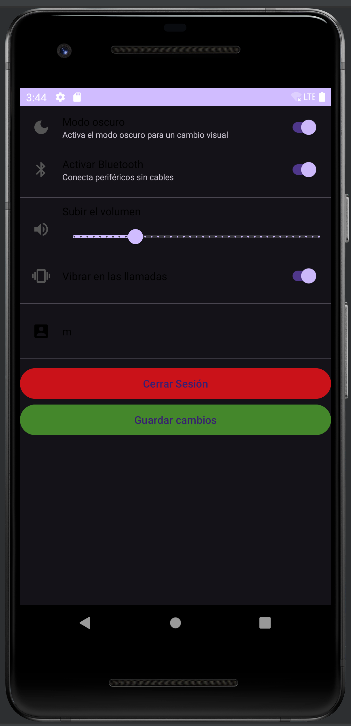 3:44 LTE
Modo oscuro
Activa el modo oscuro para un cambio visual
Activar Bluetooth
Conecta periféricos sin cables
Subir el volumen
Vibrar en las llamadas
m
Cerrar Sesión
Guardar cambios